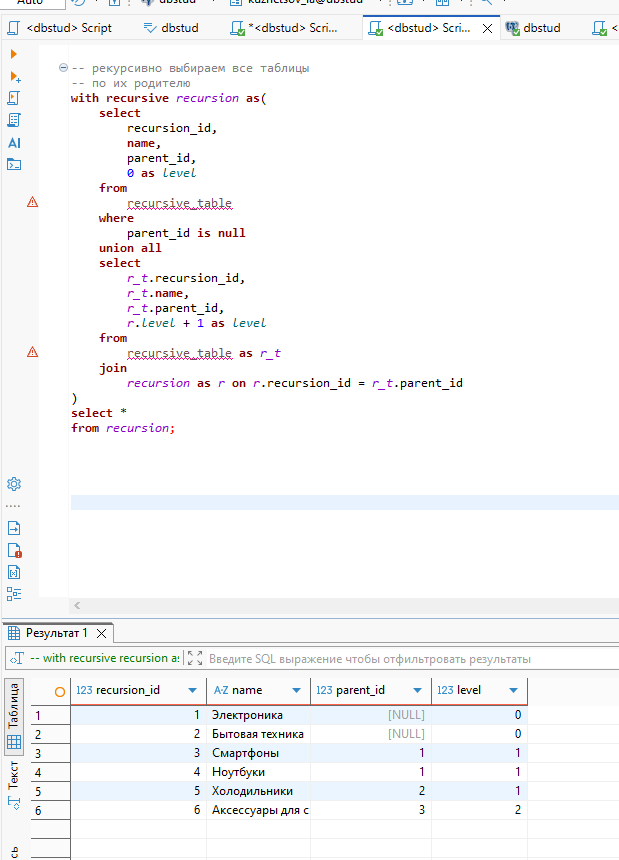 Auto
dbstud
kuznetsov_ia@dbstud
<dbstud> Script
dbstud
*<dbstud> Scri...
<dbstud> Scri...
dbstud
<dbstud> Scri...
-- рекурсивно выбираем все таблицы
-- по их родителю
with recursive recursion as(
select
recursion_id,
name,
parent_id,
0 as level
from
recursive_table
where
parent_id is null
union all
select
r_t.recursion_id,
r_t.name,
r_t.parent_id,
r.level + 1 as level
from
recursive_table as r_t
join
recursion as r on r.recursion_id = r_t.parent_id
)
select *
from recursion;
AI
Результат 1
-- with recursive recursion as
Введите SQL выражение чтобы отфильтровать результаты
Таблица
Текст
123 recursion_id A-Z name 123 parent_id 123 level
1 1 Электроника [NULL] 0
2 2 Бытовая техника [NULL] 0
3 3 Смартфоны 1 1
4 4 Ноутбуки 1 1
5 5 Холодильники 2 1
6 6 Аксессуары для с 3 2